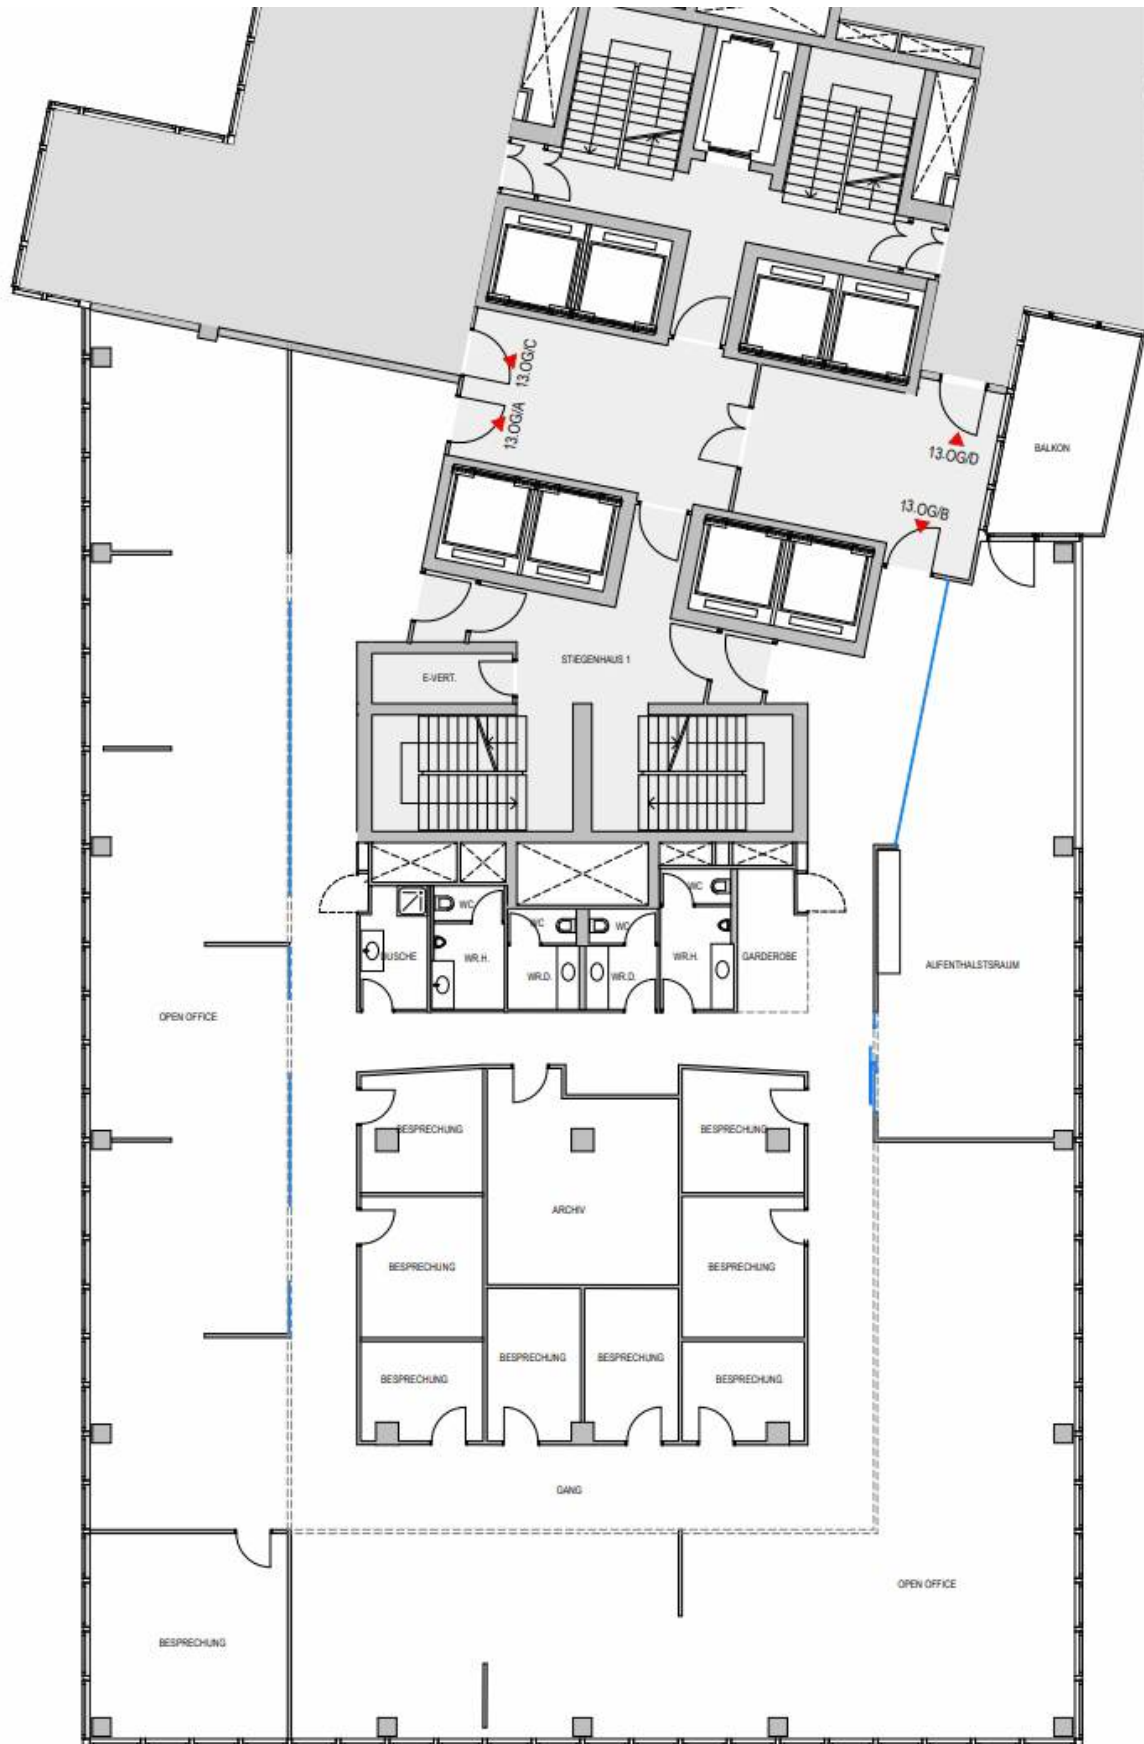 13.OG/C
13.OG/A
13.OG/D
BALKON
13.OG/B
STIEGENHAUS 1
E-VERT.
WC
WC
WC
WC
DUSCHE
WR.H.
WR.D.
WR.D.
WR.H.
GARDEROBE
AUFENTHALSTSRAUM
OPEN OFFICE
BESPRECHUNG
BESPRECHUNG
ARCHIV
BESPRECHUNG
BESPRECHUNG
BESPRECHUNG
BESPRECHUNG
BESPRECHUNG
BESPRECHUNG
GANG
OPEN OFFICE
BESPRECHUNG